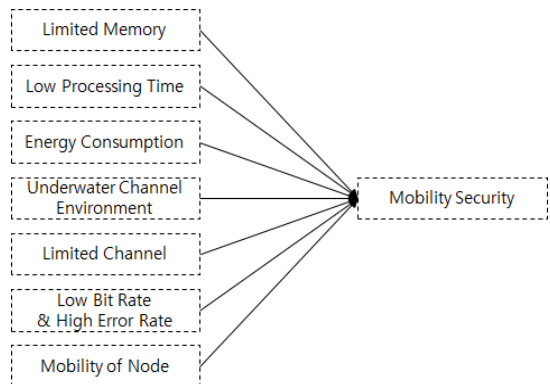 Limited Memory
Low Processing Time
Energy Consumption
Underwater Channel
Environment
Mobility Security
Limited Channel
Low Bit Rate
& High Error Rate
Mobility of Node